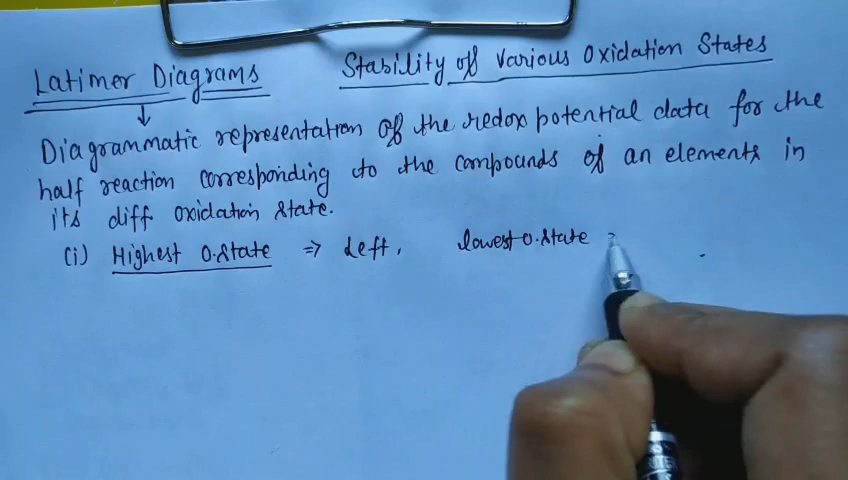 Latimer Diagrams Stability of Various Oxidation States
↓
Diagrammatic representation of the redox potential data for the
half reaction corresponding to the compounds of an elements in
its diff oxidation state.
(i) Highest O.State => Left, lowest O.State